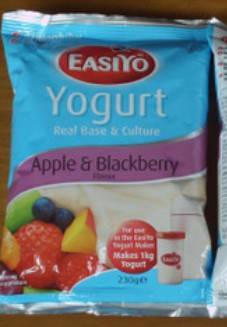 EASIYO
Yogurt
Real Base & Culture
Apple & Blackberry
Flavour
For use
in the EasiYo
Yogurt Maker
Makes 1kg
Yogurt
EASIYO
230g℮